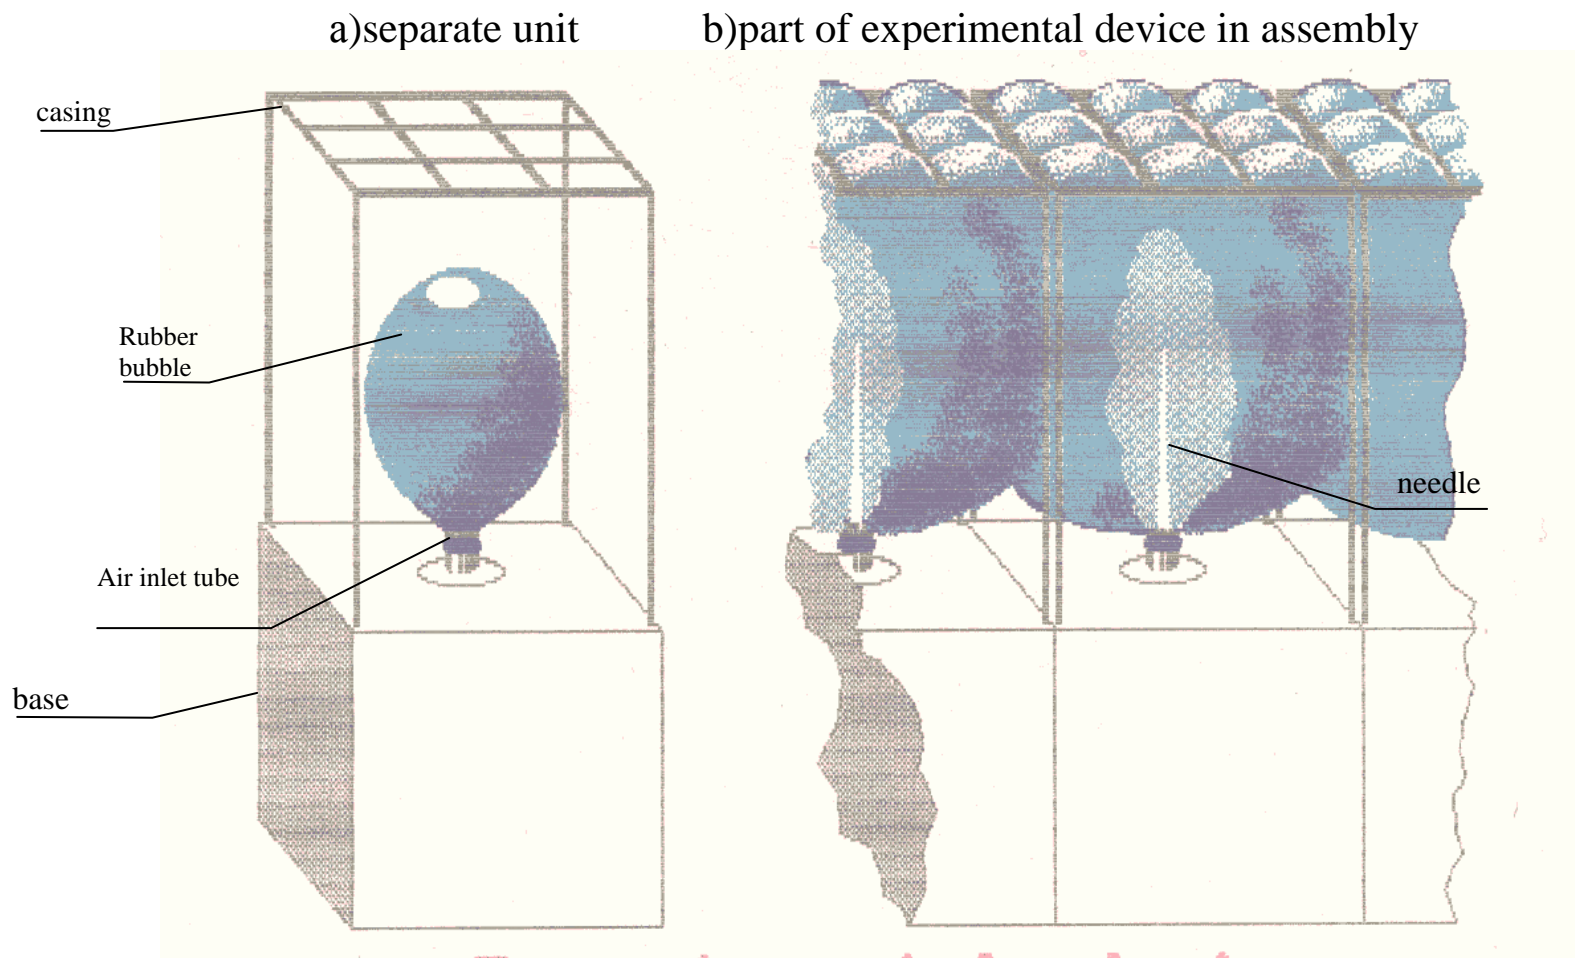 a)separate unit
b)part of experimental device in assembly
casing
Rubber
bubble
needle
Air inlet tube
base